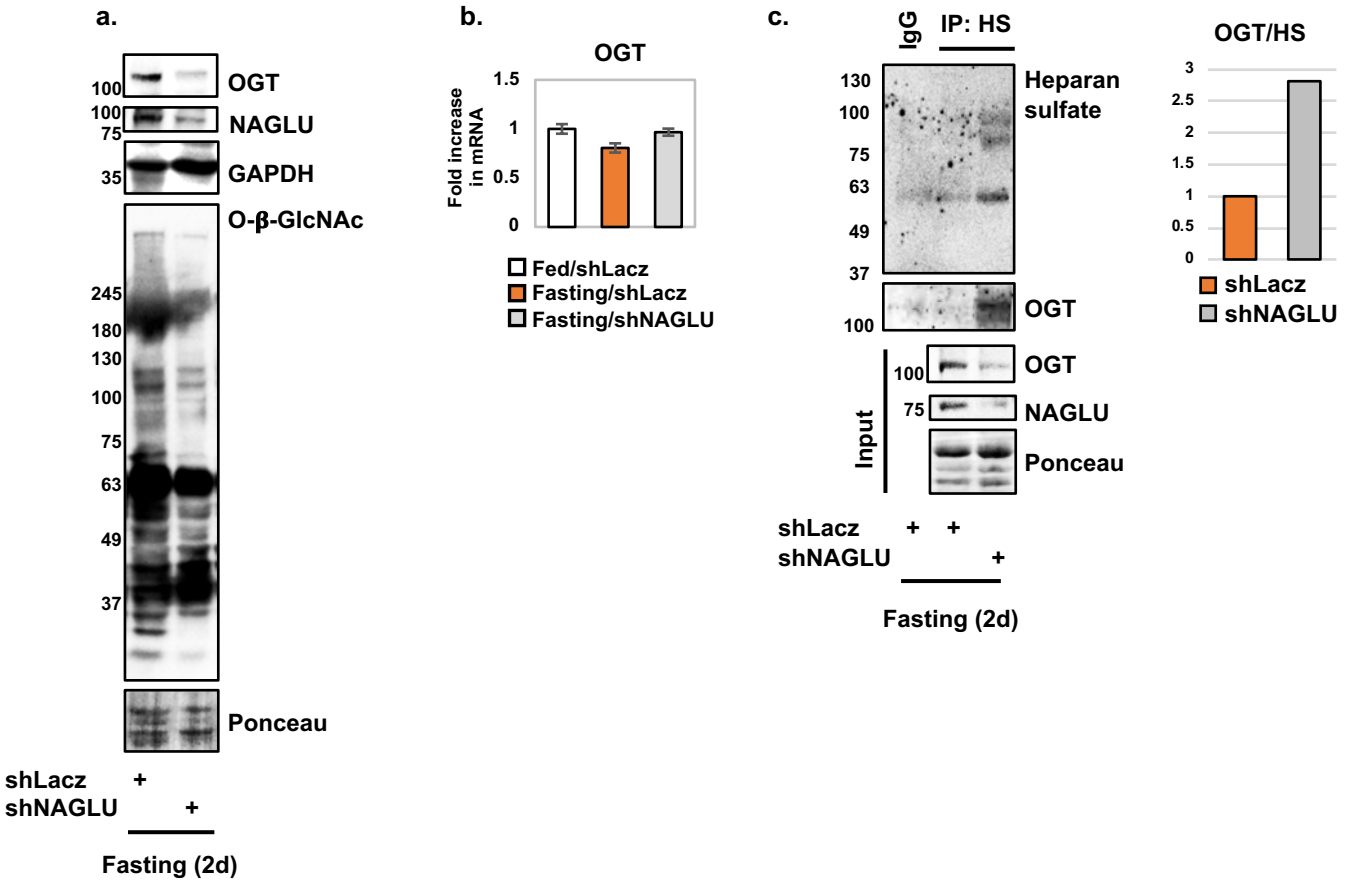 a.
100
OGT
100
75
NAGLU
35
GAPDH
O-β-GlcNAc
245
180
130
100
75
63
49
37
Ponceau
shLacz +
shNAGLU +
Fasting (2d)
b.
OGT
Fold increase
in mRNA
1.5
1
0.5
0
Fed/shLacz
Fasting/shLacz
Fasting/shNAGLU
c.
IgG
IP: HS
130
100
75
63
49
37
Heparan
sulfate
100
OGT
Input
100
OGT
75
NAGLU
Ponceau
shLacz + +
shNAGLU +
Fasting (2d)
OGT/HS
3
2.5
2
1.5
1
0.5
0
shLacz
shNAGLU